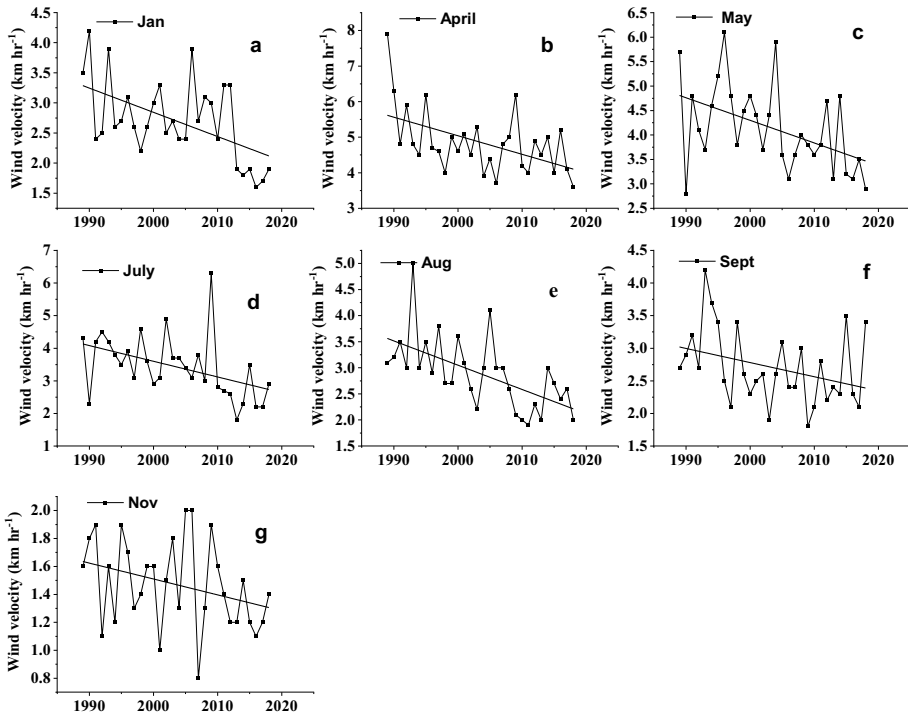 Jan
a
Wind velocity (km hr⁻¹)
4.5
4.0
3.5
3.0
2.5
2.0
1.5
1990 2000 2010 2020
April
b
Wind velocity (km hr⁻¹)
8
7
6
5
4
3
1990 2000 2010 2020
May
c
Wind velocity (km hr⁻¹)
6.5
6.0
5.5
5.0
4.5
4.0
3.5
3.0
2.5
1990 2000 2010 2020
July
d
Wind velocity (km hr⁻¹)
7
6
5
4
3
2
1
1990 2000 2010 2020
Aug
e
Wind velocity (km hr⁻¹)
5.0
4.5
4.0
3.5
3.0
2.5
2.0
1.5
1990 2000 2010 2020
Sept
f
Wind velocity (km hr⁻¹)
4.5
4.0
3.5
3.0
2.5
2.0
1.5
1990 2000 2010 2020
Nov
g
Wind velocity (km hr⁻¹)
2.0
1.8
1.6
1.4
1.2
1.0
0.8
1990 2000 2010 2020